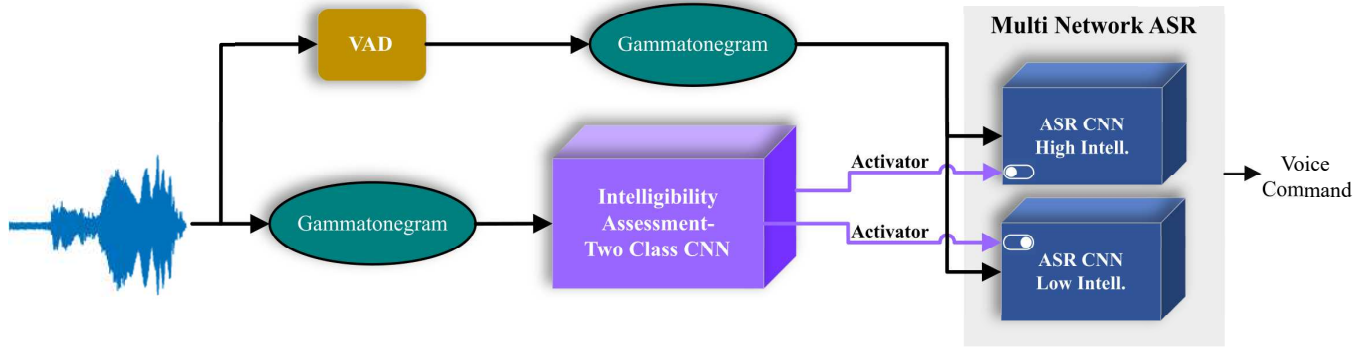 VAD
Gammatonegram
Multi Network ASR
ASR CNN
High Intell.
Activator
Intelligibility
Assessment-
Two Class CNN
Gammatonegram
Activator
ASR CNN
Low Intell.
Voice
Command